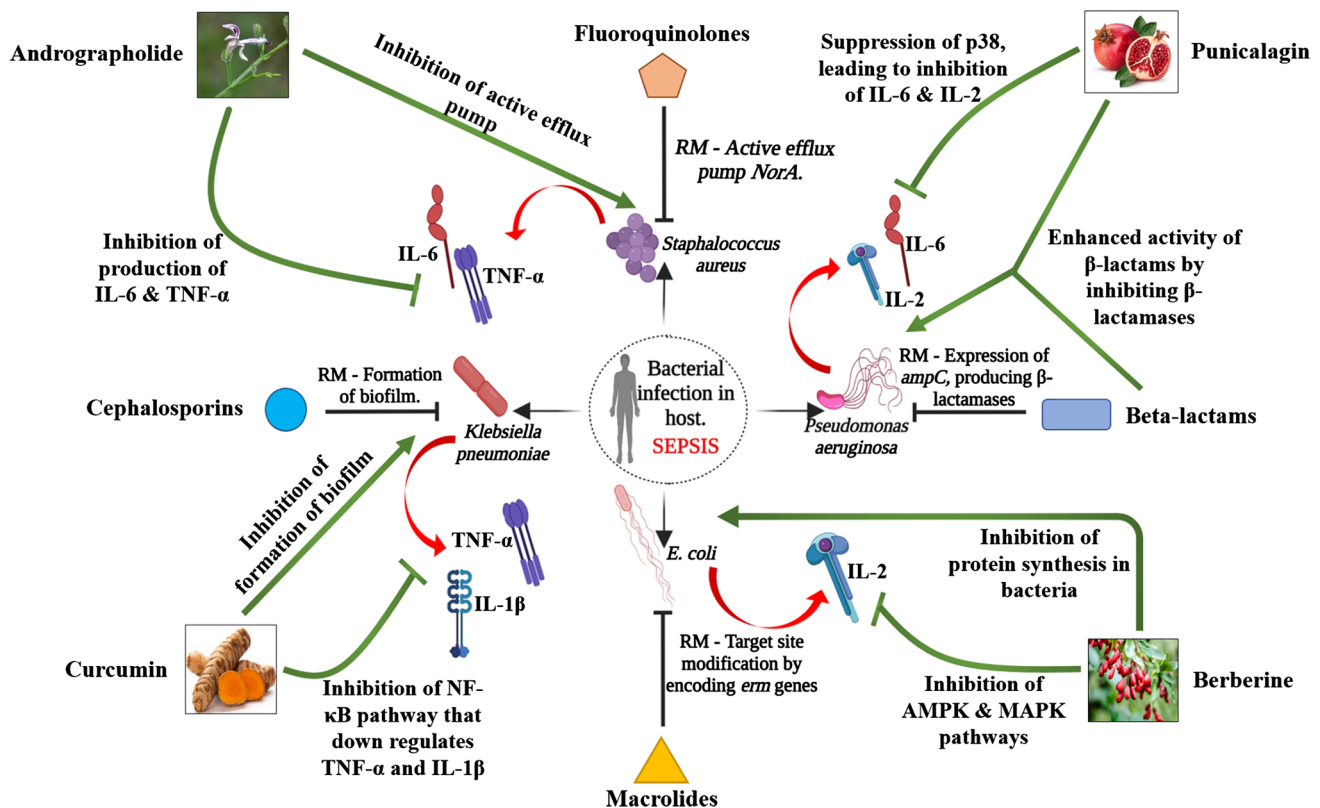 Andrographolide
Inhibition of active efflux
pump
Inhibition of
production of
IL-6 & TNF-α
IL-6
TNF-α
Fluoroquinolones
RM - Active efflux
pump NorA.
Staphalococcus
aureus
Suppression of p38,
leading to inhibition
of IL-6 & IL-2
Punicalagin
IL-6
IL-2
Enhanced activity of
β-lactams by
inhibiting β-
lactamases
Cephalosporins
RM - Formation
of biofilm.
Klebsiella
pneumoniae
Bacterial
infection in
host.
SEPSIS
RM - Expression of
ampC, producing β-
lactamases
Pseudomonas
aeruginosa
Beta-lactams
Inhibition of
formation of biofilm
TNF-α
IL-1β
Curcumin
Inhibition of NF-
κB pathway that
down regulates
TNF-α and IL-1β
E. coli
IL-2
RM - Target site
modification by
encoding erm genes
Macrolides
Inhibition of
protein synthesis in
bacteria
Inhibition of
AMPK & MAPK
pathways
Berberine